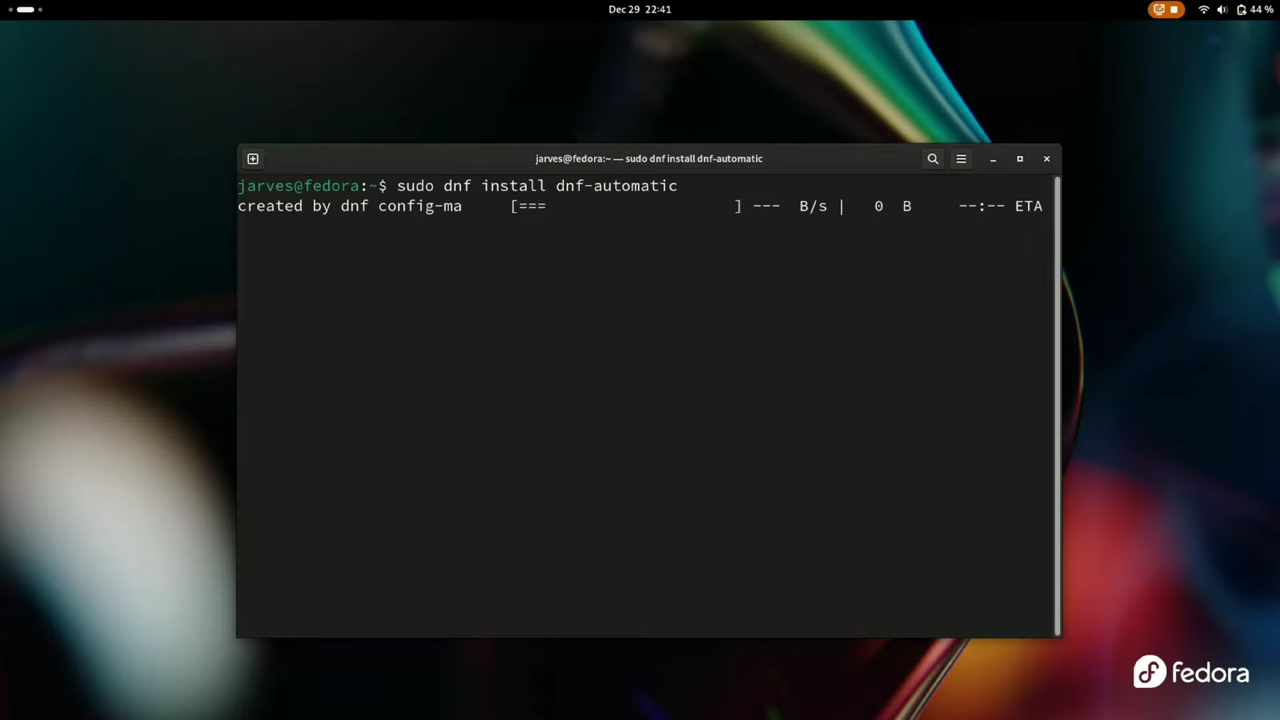 Dec 29 22:41
44 %
jarves@fedora:~ — sudo dnf install dnf-automatic
jarves@fedora:~$ sudo dnf install dnf-automatic
created by dnf config-ma [=== ] --- B/s | 0 B --:-- ETA
fedora